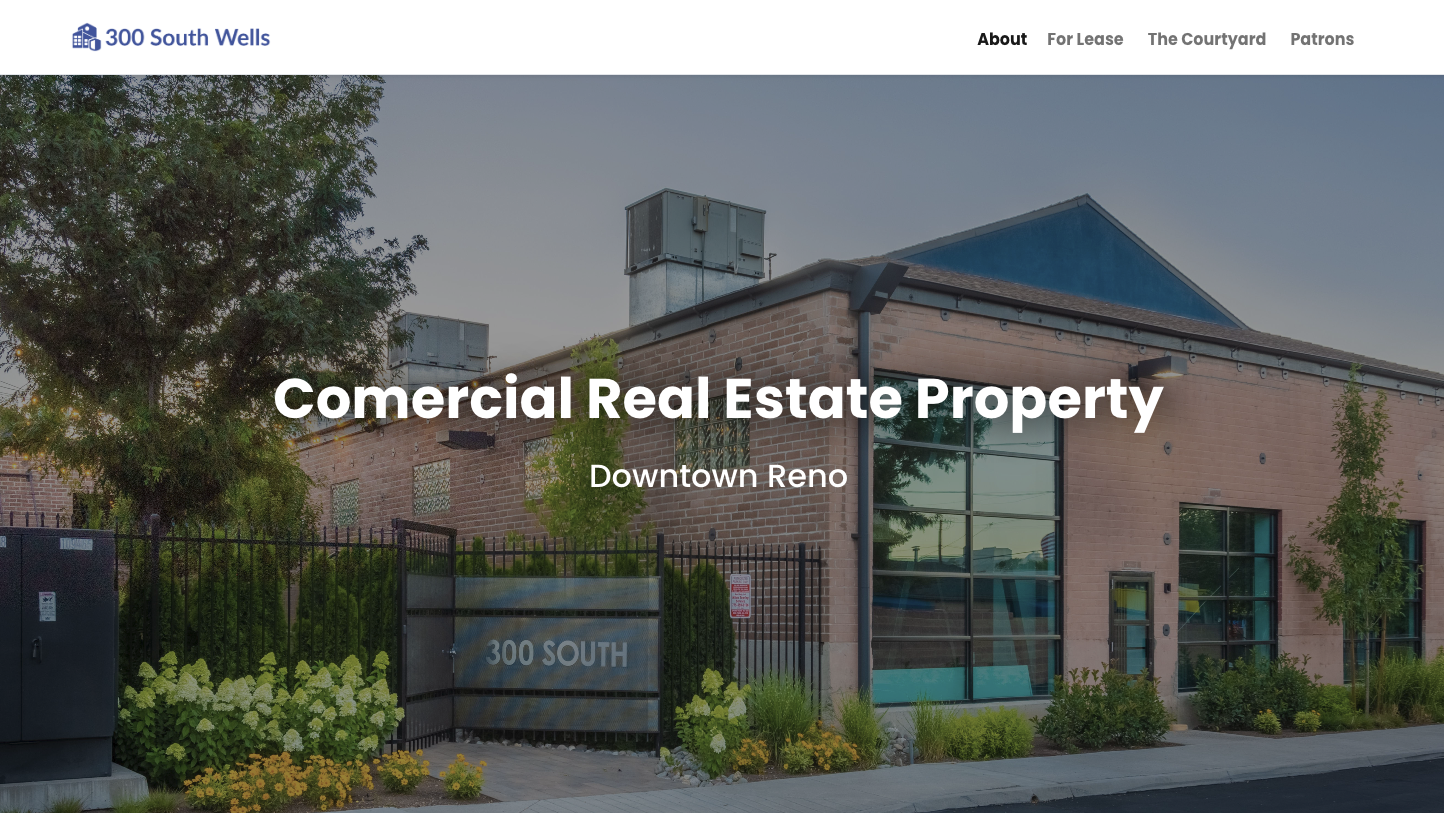 300 South Wells
About For Lease The Courtyard Patrons
Comercial Real Estate Property
Downtown Reno
300 SOUTH